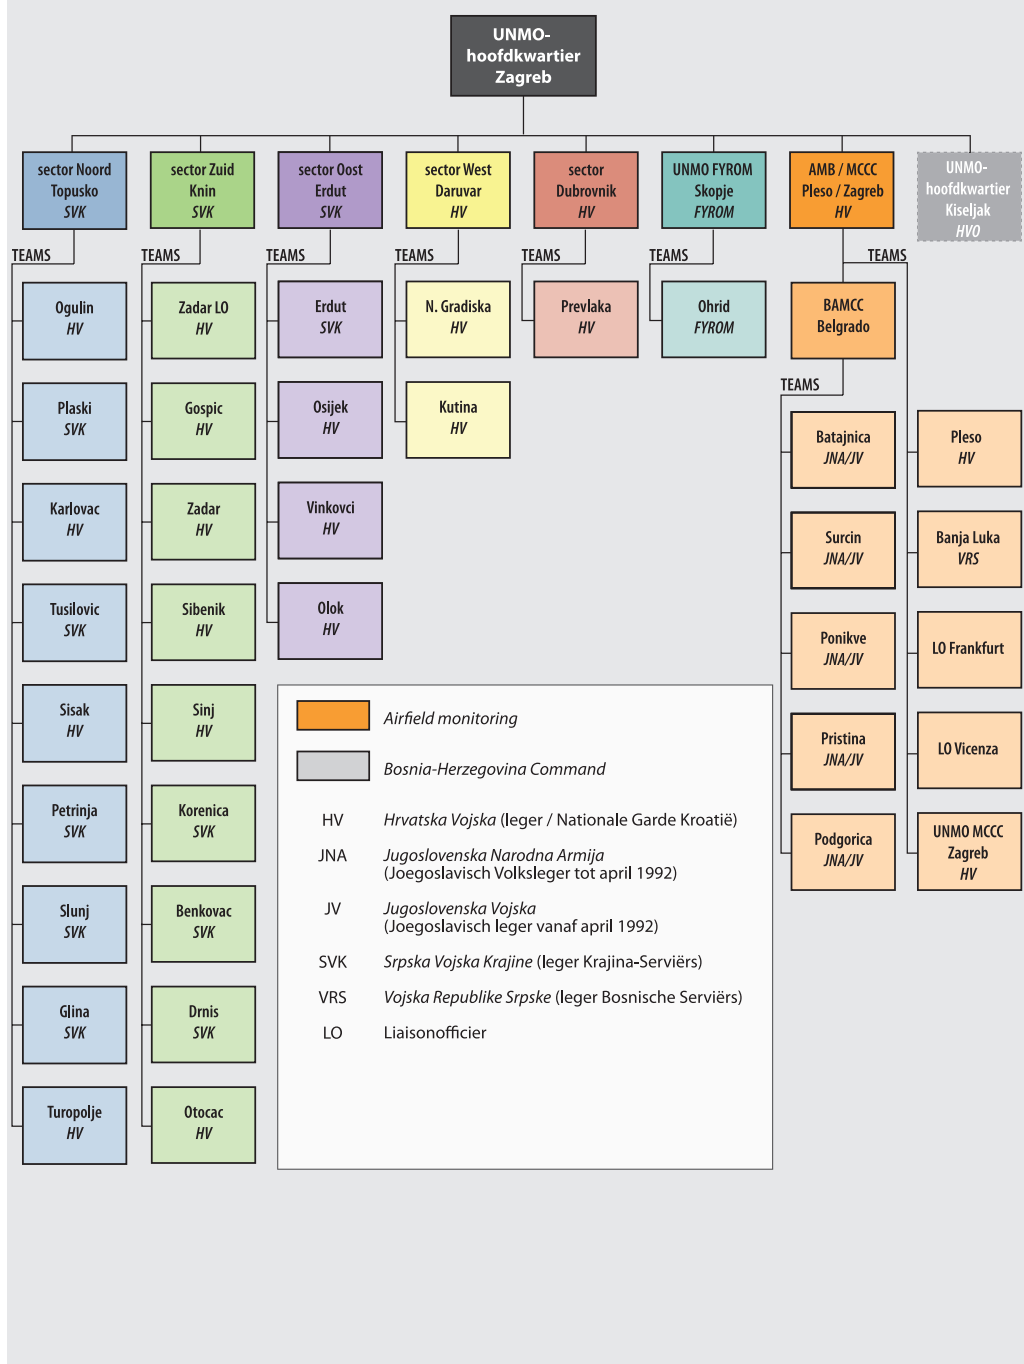 UNMO-
hoofdkwartier
Zagreb
sector Noord
Topusko
SVK
sector Zuid
Knin
SVK
sector Oost
Erdut
SVK
sector West
Daruvar
HV
sector
Dubrovnik
HV
UNMO FYROM
Skopje
FYROM
AMB / MCCC
Pleso / Zagreb
HV
UNMO-
hoofdkwartier
Kiseljak
HVO
TEAMS
Ogulin
HV
Plaski
SVK
Karlovac
HV
Tusilovic
SVK
Sisak
HV
Petrinja
SVK
Slunj
SVK
Glina
SVK
Turopolje
HV
TEAMS
Zadar LO
HV
Gospic
HV
Zadar
HV
Sibenik
HV
Sinj
HV
Korenica
SVK
Benkovac
SVK
Drnis
SVK
Otocac
HV
TEAMS
Erdut
SVK
Osijek
HV
Vinkovci
HV
Olok
HV
TEAMS
N. Gradiska
HV
Kutina
HV
TEAMS
Prevlaka
HV
TEAMS
Ohrid
FYROM
BAMCC
Belgrado
TEAMS
Batajnica
JNA/JV
Surcin
JNA/JV
Ponikve
JNA/JV
Pristina
JNA/JV
Podgorica
JNA/JV
TEAMS
Pleso
HV
Banja Luka
VRS
LO Frankfurt
LO Vicenza
UNMO MCCC
Zagreb
HV
Airfield monitoring
Bosnia-Herzegovina Command
HV Hrvatska Vojska (leger / Nationale Garde Kroatië)
JNA Jugoslovenska Narodna Armija
(Joegoslavisch Volksleger tot april 1992)
JV Jugoslovenska Vojska
(Joegoslavisch leger vanaf april 1992)
SVK Srpska Vojska Krajine (leger Krajina-Serviërs)
VRS Vojska Republike Srpske (leger Bosnische Serviërs)
LO Liaisonofficier